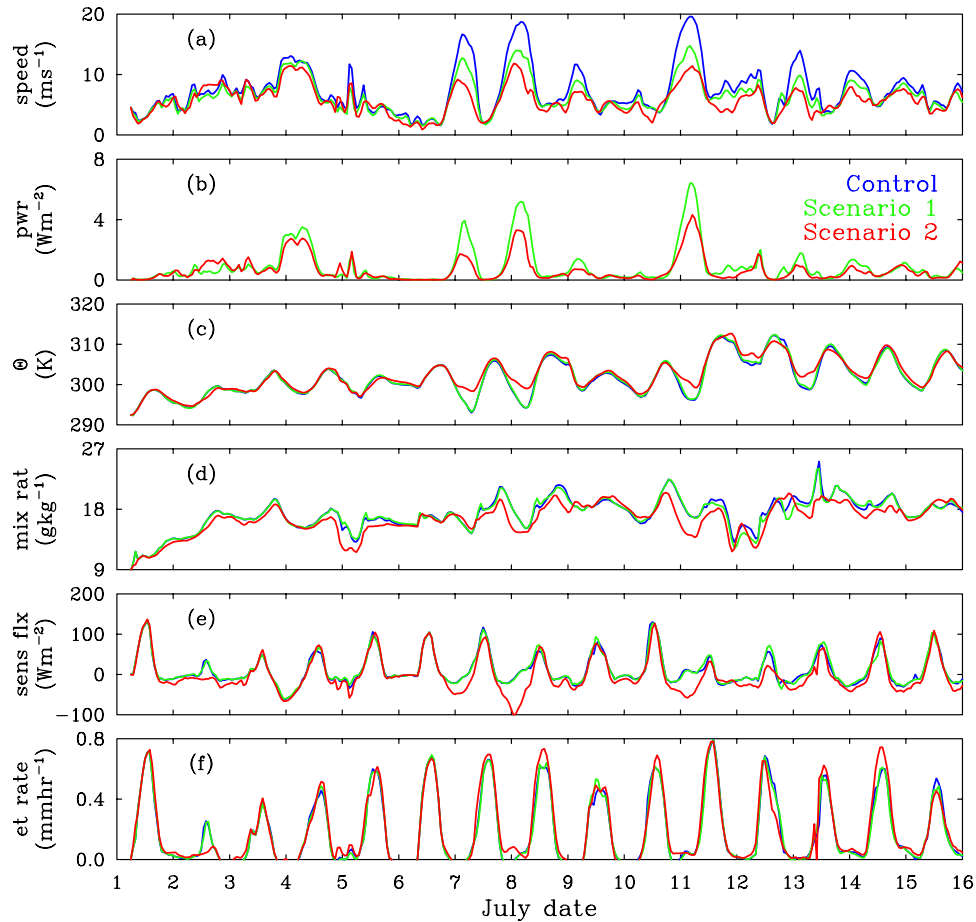 20
(a)
speed
(ms−1)
10
0
8
(b)
Control
pwr
(Wm−2)
4
Scenario 1
Scenario 2
0
320
(c)
310
Θ
(K)
300
290
27
(d)
mix rat
(gkg−1)
18
9
200
(e)
sens flx
(Wm−2)
100
0
−100
0.8
(f)
et rate
(mmhr−1)
0.4
0.0
1 2 3 4 5 6 7 8 9 10 11 12 13 14 15 16
July date